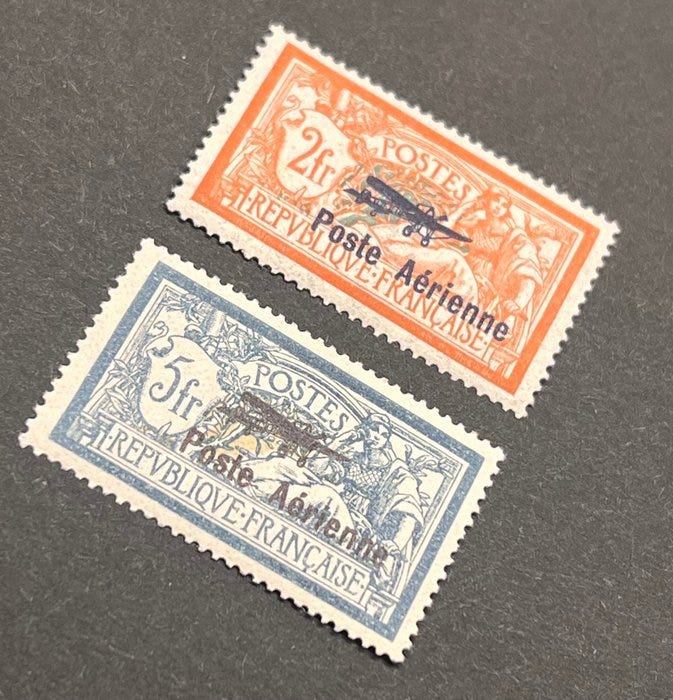 2fr
POSTES
Poste Aérienne
REPVBLIQVE·FRANÇAISE
5fr
POSTES
Poste Aérienne
REPVBLIQVE·FRANÇAISE